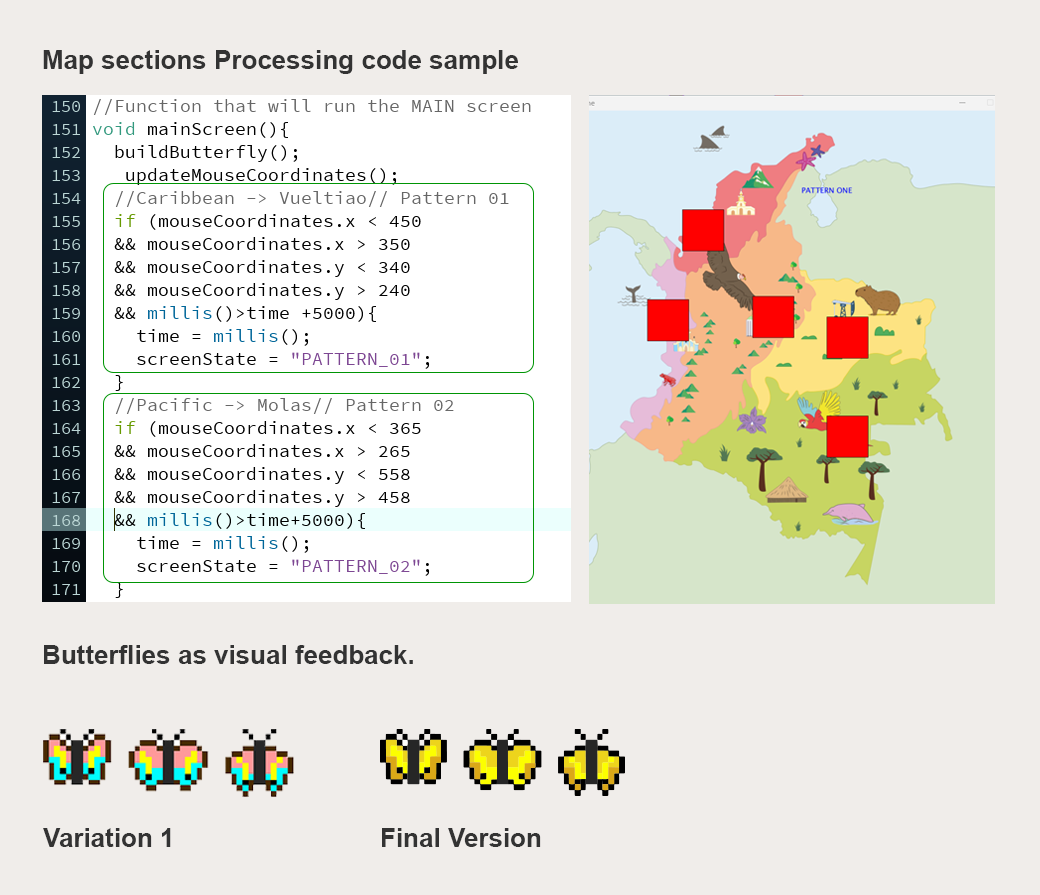 Map sections Processing code sample
150 //Function that will run the MAIN screen
151 void mainScreen(){
152 buildButterfly();
153 updateMouseCoordinates();
154 //Caribbean -> Vueltiao// Pattern 01
155 if (mouseCoordinates.x < 450
156 && mouseCoordinates.x > 350
157 && mouseCoordinates.y < 340
158 && mouseCoordinates.y > 240
159 && millis()>time +5000){
160 time = millis();
161 screenState = "PATTERN_01";
162 }
163 //Pacific -> Molas// Pattern 02
164 if (mouseCoordinates.x < 365
165 && mouseCoordinates.x > 265
166 && mouseCoordinates.y < 558
167 && mouseCoordinates.y > 458
168 && millis()>time+5000){
169 time = millis();
170 screenState = "PATTERN_02";
171 }
PATTERN ONE
Butterflies as visual feedback.
Variation 1
Final Version